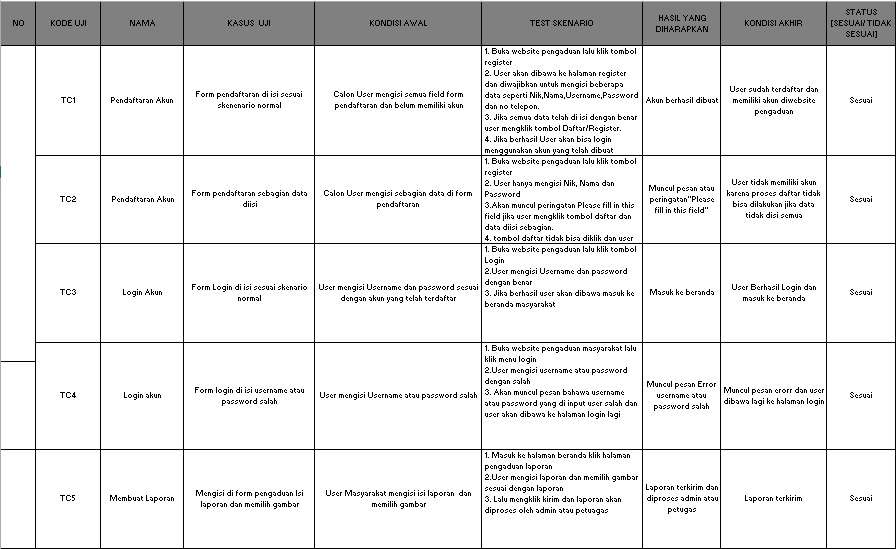 NO
KODE UJI
NAMA
KASUS UJI
KONDISI AWAL
TEST SKENARIO
HASIL YANG
DIHARAPKAN
KONDISI AKHIR
STATUS
[SESUAI/ TIDAK
SESUAI]
TC1
Pendaftaran Akun
Form pendaftaran di isi sesuai
skenenario normal
Calon User mengisi semua field form
pendaftaran dan belum memiliki akun
1. Buka website pengaduan lalu klik tombol
register
2. User akan dibawa ke halaman register
dan diwajibkan untuk mengisi beberapa
data seperti Nik,Nama,Username,Password
dan no telepon.
3. Jika semua data telah di isi dengan benar
user mengklik tombol Daftar/Register.
4. Jika berhasil User akan bisa login
menggunakan akun yang telah dibuat
Akun berhasil dibuat
User sudah terdaftar dan
memiliki akun diwebsite
pengaduan
Sesuai
TC2
Pendaftaran Akun
Form pendaftaran sebagian data
diisi
Calon User mengisi sebagian data di form
pendaftaran
1. Buka website pengaduan lalu klik tombol
register
2. User hanya mengisi Nik, Nama dan
Password
3.Akan muncul peringatan Please fill in this
field jika user mengklik tombol daftar dan
data diisi sebagian.
4. tombol daftar tidak bisa diklik dan user
Muncul pesan atau
peringatan"Please
fill in this field"
User tidak memiliki akun
karena proses daftar tidak
bisa dilakukan jika data
tidak disi semua
Sesuai
TC3
Login Akun
Form Login di isi sesuai skenario
normal
User mengisi Username dan password sesuai
dengan akun yang telah terdaftar
1. Buka website pengaduan lalu klik tombol
Login
2.User mengisi Username dan password
dengan benar
3. Jika berhasil user akan dibawa masuk ke
beranda masyarakat
Masuk ke beranda
User Berhasil Login dan
masuk ke beranda
Sesuai
TC4
Login akun
Form login di isi username atau
password salah
User mengisi Username atau password salah
1. Buka website pengaduan masyarakat lalu
klik menu login
2.User mengisi username atau password
dengan salah
3. Akan muncul pesan bahawa username
atau password yang di input user salah dan
user akan dibawa ke halaman login lagi
Muncul pesan Error
username atau
password salah
Muncul pesan erorr dan user
dibawa lagi ke halaman login
Sesuai
TC5
Membuat Laporan
Mengisi di form pengaduan Isi
laporan dan memilih gambar
User Masyarakat mengisi isi laporan dan
memilih gambar
1. Masuk ke halaman beranda klik halaman
pengaduan laporan
2.User mengisi laporan dan memilih gambar
sesuai dengan laporan
3. Lalu mengklik kirim dan laporan akan
diproses oleh admin atau petuagas
Laporan terkirim dan
diproses admin atau
petugas
Laporan terkirim
Sesuai